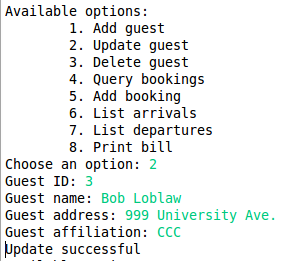 Available options:
1. Add guest
2. Update guest
3. Delete guest
4. Query bookings
5. Add booking
6. List arrivals
7. List departures
8. Print bill
Choose an option: 2
Guest ID: 3
Guest name: Bob Loblaw
Guest address: 999 University Ave.
Guest affiliation: CCC
Update successful